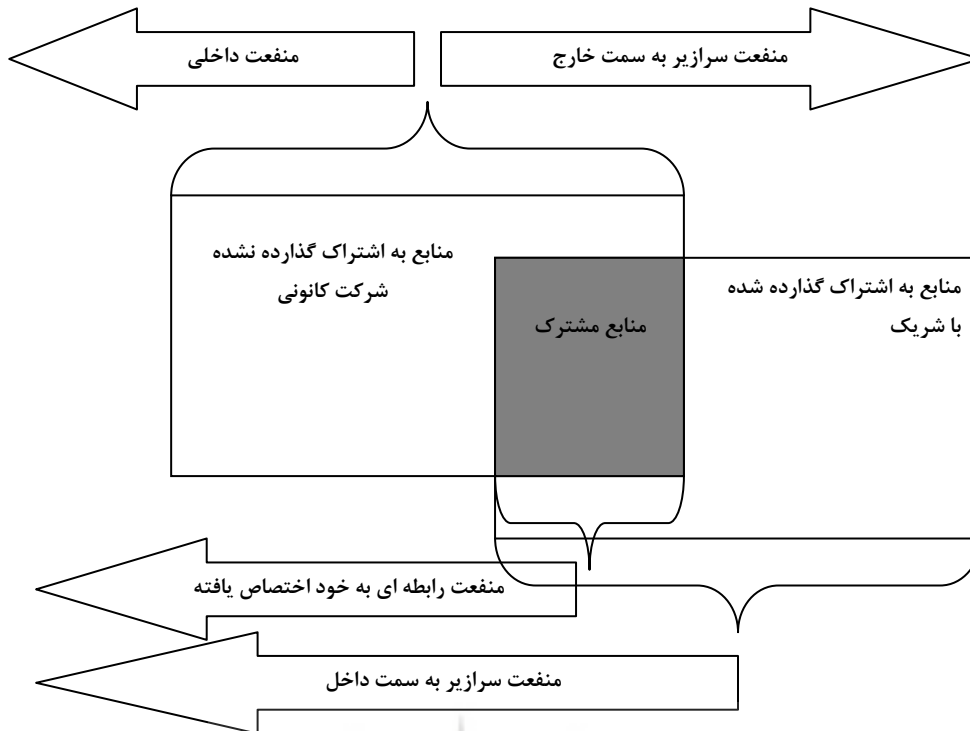 منفعت سرازیر به سمت خارج
منفعت داخلی
منابع به اشتراک گذارده نشده
شرکت کانونی
منابع مشترک
منابع به اشتراک گذارده شده
با شریک
منفعت رابطه ای به خود اختصاص یافته
منفعت سرازیر به سمت داخل